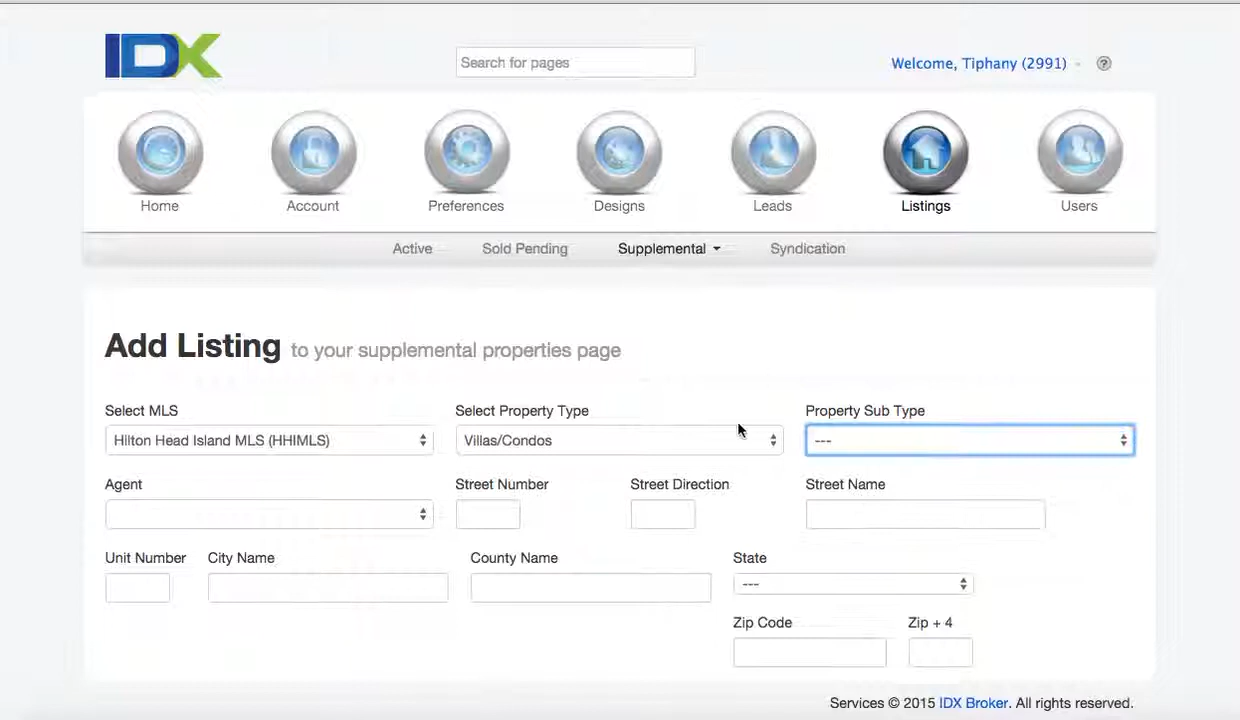 IDX
Search for pages
Welcome, Tiphany (2991)
?
Home Account Preferences Designs Leads Listings Users
Active Sold Pending Supplemental Syndication
Add Listing to your supplemental properties page
Select MLS Select Property Type Property Sub Type
Hilton Head Island MLS (HHIMLS) Villas/Condos ---
Agent Street Number Street Direction Street Name
Unit Number City Name County Name State
---
Zip Code Zip + 4
Services © 2015 IDX Broker. All rights reserved.